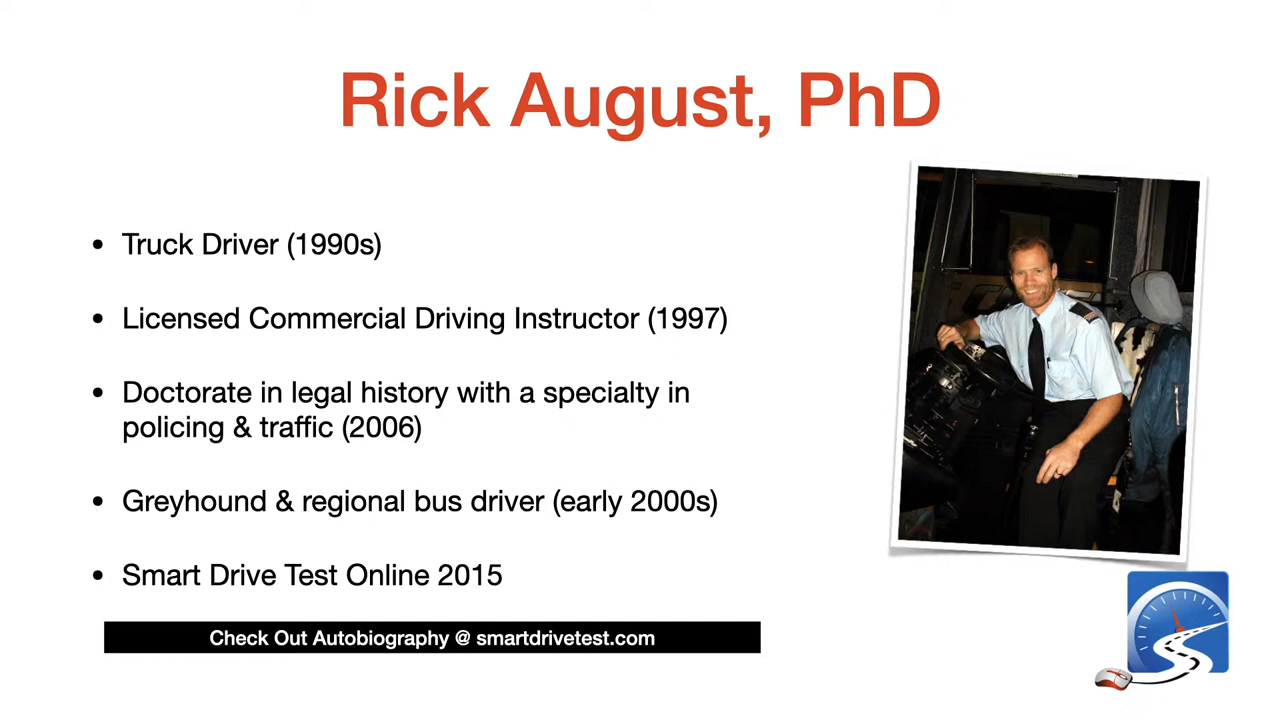 Rick August, PhD
• Truck Driver (1990s)
• Licensed Commercial Driving Instructor (1997)
• Doctorate in legal history with a specialty in
policing & traffic (2006)
• Greyhound & regional bus driver (early 2000s)
• Smart Drive Test Online 2015
Check Out Autobiography @ smartdrivetest.com